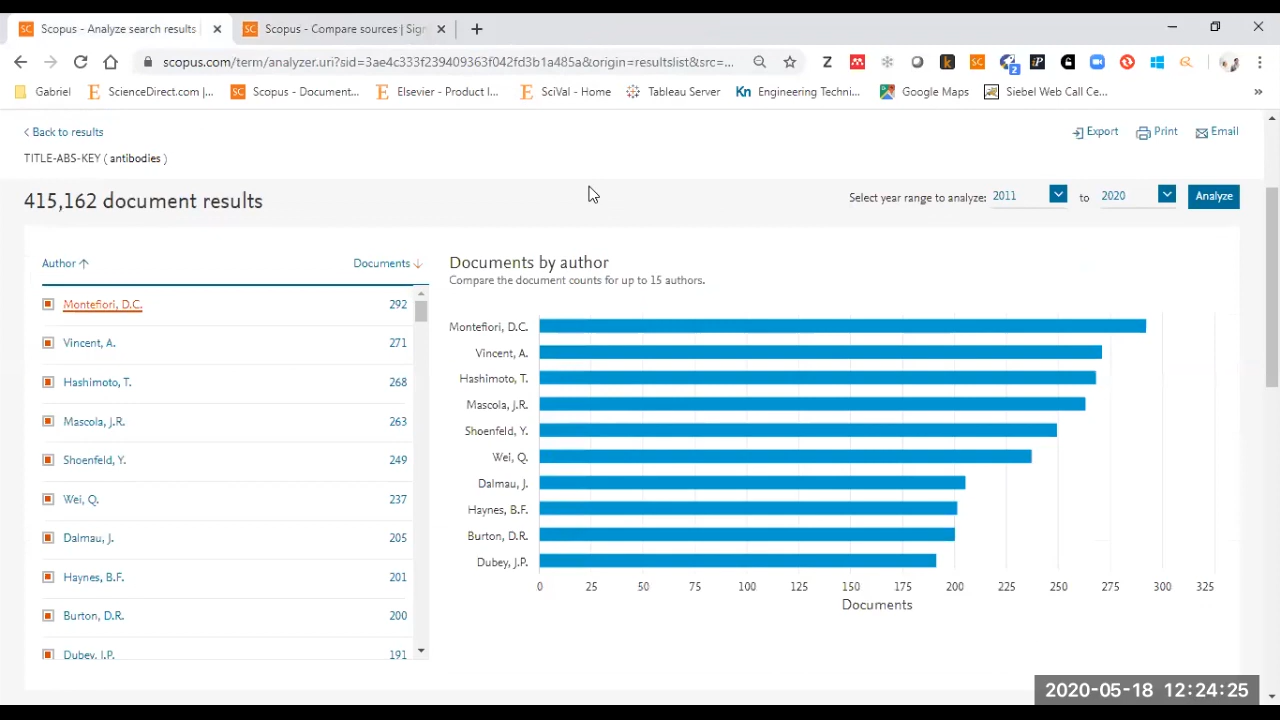 Scopus - Analyze search results
Scopus - Compare sources | Sign
scopus.com/term/analyzer.uri?sid=3ae4c333f239409363f042fd3b1a485a&origin=resultslist&src=...
2
Gabriel
ScienceDirect.com |...
Scopus - Document...
Elsevier - Product I...
SciVal - Home
Tableau Server
Kn Engineering Techni...
Google Maps
Siebel Web Call Ce...
»
Back to results
Export
Print
Email
TITLE-ABS-KEY ( antibodies )
415,162 document results
Select year range to analyze: 2011 to 2020 Analyze
Author Documents
Montefiori, D.C. 292
Vincent, A. 271
Hashimoto, T. 268
Mascola, J.R. 263
Shoenfeld, Y. 249
Wei, Q. 237
Dalmau, J. 205
Haynes, B.F. 201
Burton, D.R. 200
Dubey, J.P. 191
Documents by author
Compare the document counts for up to 15 authors.
Montefiori, D.C.
Vincent, A.
Hashimoto, T.
Mascola, J.R.
Shoenfeld, Y.
Wei, Q.
Dalmau, J.
Haynes, B.F.
Burton, D.R.
Dubey, J.P.
0 25 50 75 100 125 150 175 200 225 250 275 300 325
Documents
2020-05-18 12:24:25